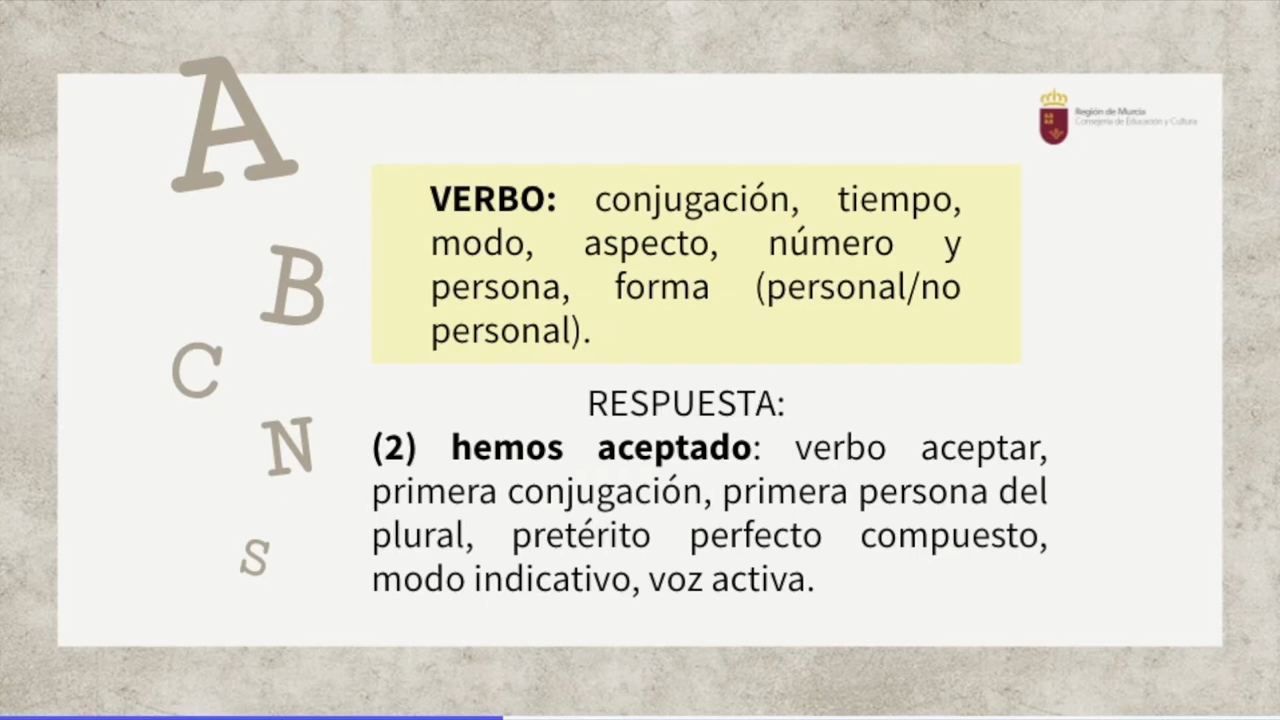 A
B
C
N
S
Región de Murcia
Consejería de Educación y Cultura
VERBO: conjugación, tiempo,
modo, aspecto, número y
persona, forma (personal/no
personal).
RESPUESTA:
(2) hemos aceptado: verbo aceptar,
primera conjugación, primera persona del
plural, pretérito perfecto compuesto,
modo indicativo, voz activa.